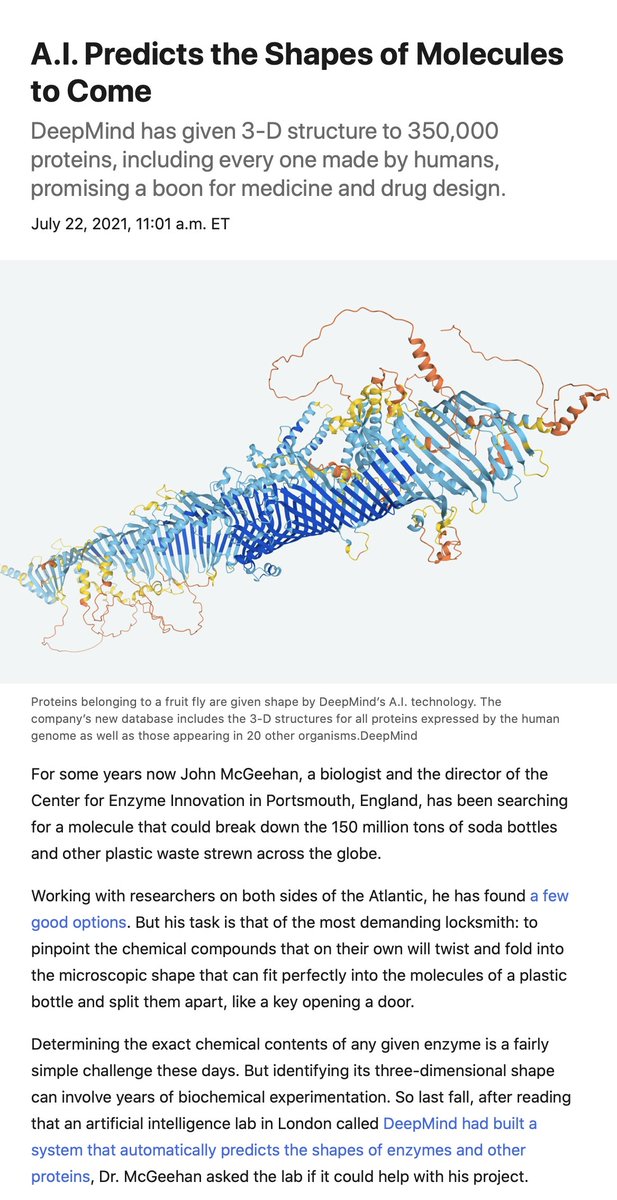 A.I. Predicts the Shapes of Molecules
to Come
DeepMind has given 3-D structure to 350,000
proteins, including every one made by humans,
promising a boon for medicine and drug design.
July 22, 2021, 11:01 a.m. ET
Proteins belonging to a fruit fly are given shape by DeepMind’s A.I. technology. The
company’s new database includes the 3-D structures for all proteins expressed by the human
genome as well as those appearing in 20 other organisms.DeepMind
For some years now John McGeehan, a biologist and the director of the
Center for Enzyme Innovation in Portsmouth, England, has been searching
for a molecule that could break down the 150 million tons of soda bottles
and other plastic waste strewn across the globe.
Working with researchers on both sides of the Atlantic, he has found a few
good options. But his task is that of the most demanding locksmith: to
pinpoint the chemical compounds that on their own will twist and fold into
the microscopic shape that can fit perfectly into the molecules of a plastic
bottle and split them apart, like a key opening a door.
Determining the exact chemical contents of any given enzyme is a fairly
simple challenge these days. But identifying its three-dimensional shape
can involve years of biochemical experimentation. So last fall, after reading
that an artificial intelligence lab in London called DeepMind had built a
system that automatically predicts the shapes of enzymes and other
proteins, Dr. McGeehan asked the lab if it could help with his project.